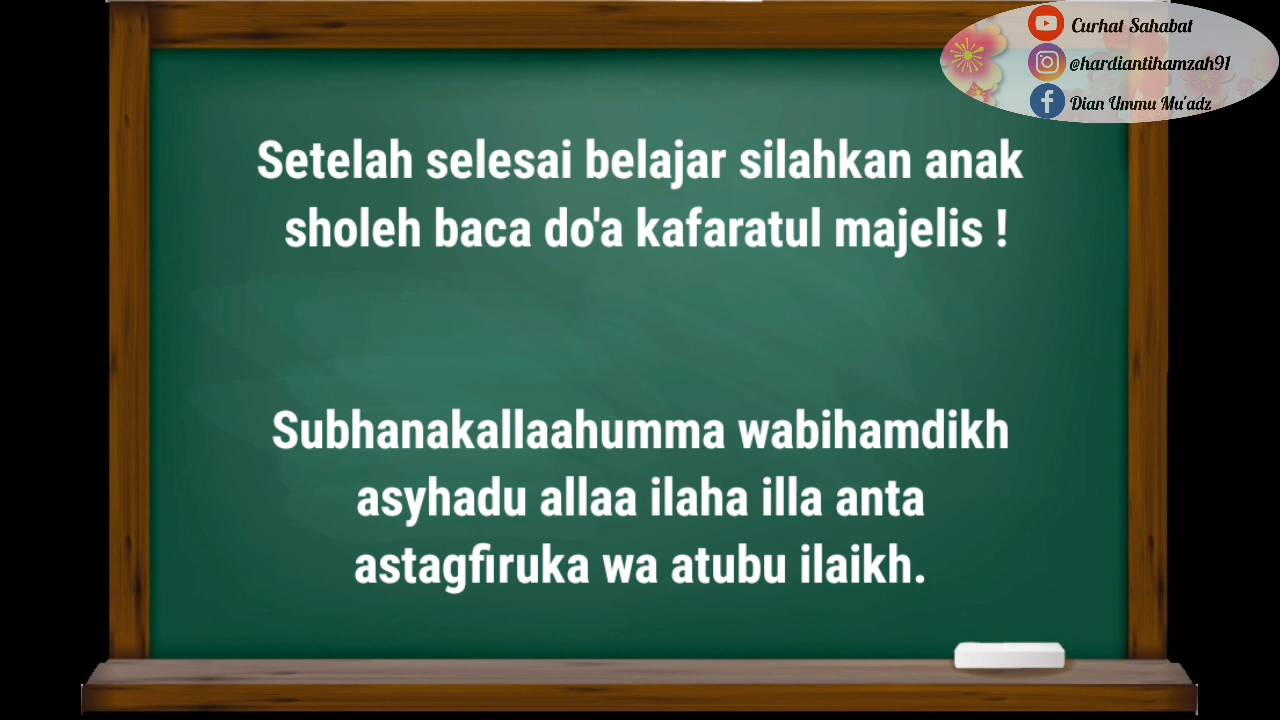 Curhat Sahabat
@hardiantihamzah91
Dian Ummu Mu'adz
Setelah selesai belajar silahkan anak
sholeh baca do'a kafaratul majelis !
Subhanakallaahumma wabihamdikh
asyhadu allaa ilaha illa anta
astagfiruka wa atubu ilaikh.